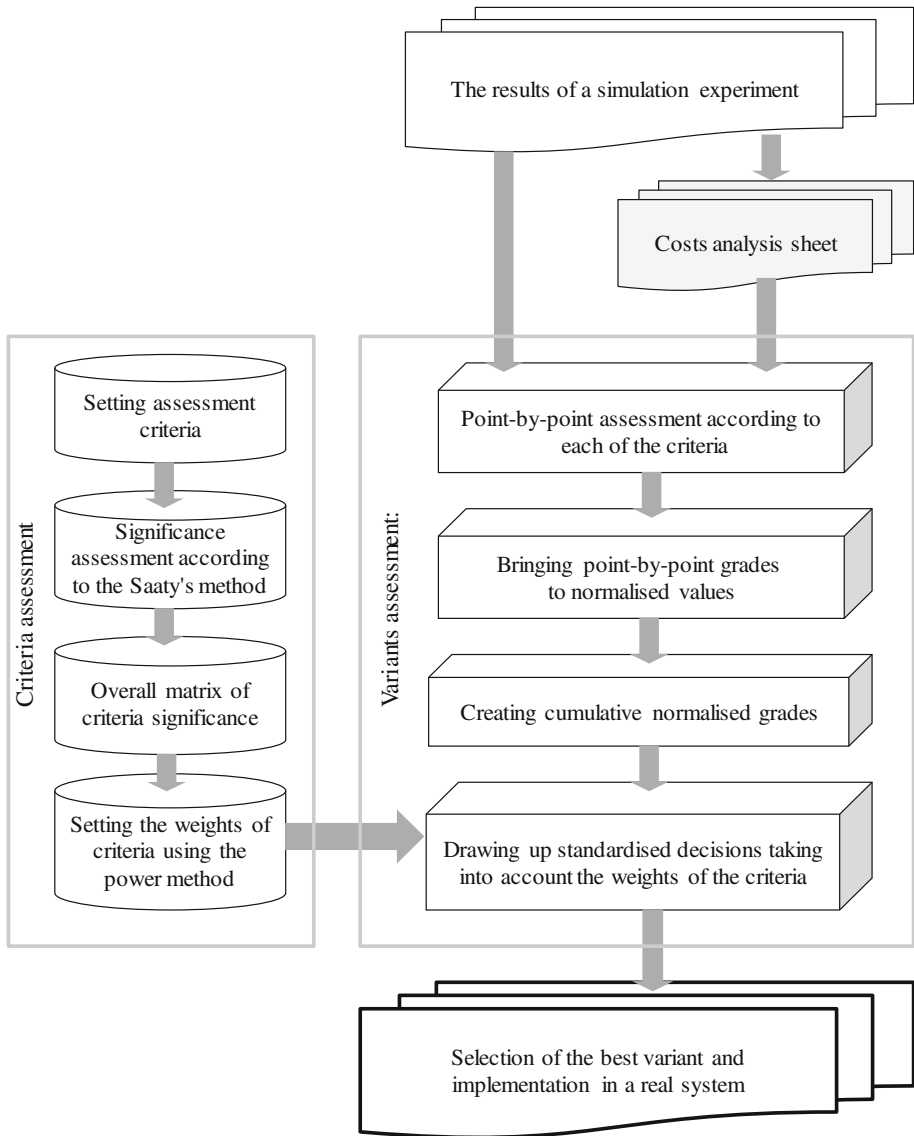 The results of a simulation experiment
Costs analysis sheet
Criteria assessment
Setting assessment
criteria
Significance
assessment according
to the Saaty's method
Overall matrix of
criteria significance
Setting the weights of
criteria using the
power method
Variants assessment:
Point-by-point assessment according to
each of the criteria
Bringing point-by-point grades
to normalised values
Creating cumulative normalised grades
Drawing up standardised decisions taking
into account the weights of the criteria
Selection of the best variant and
implementation in a real system